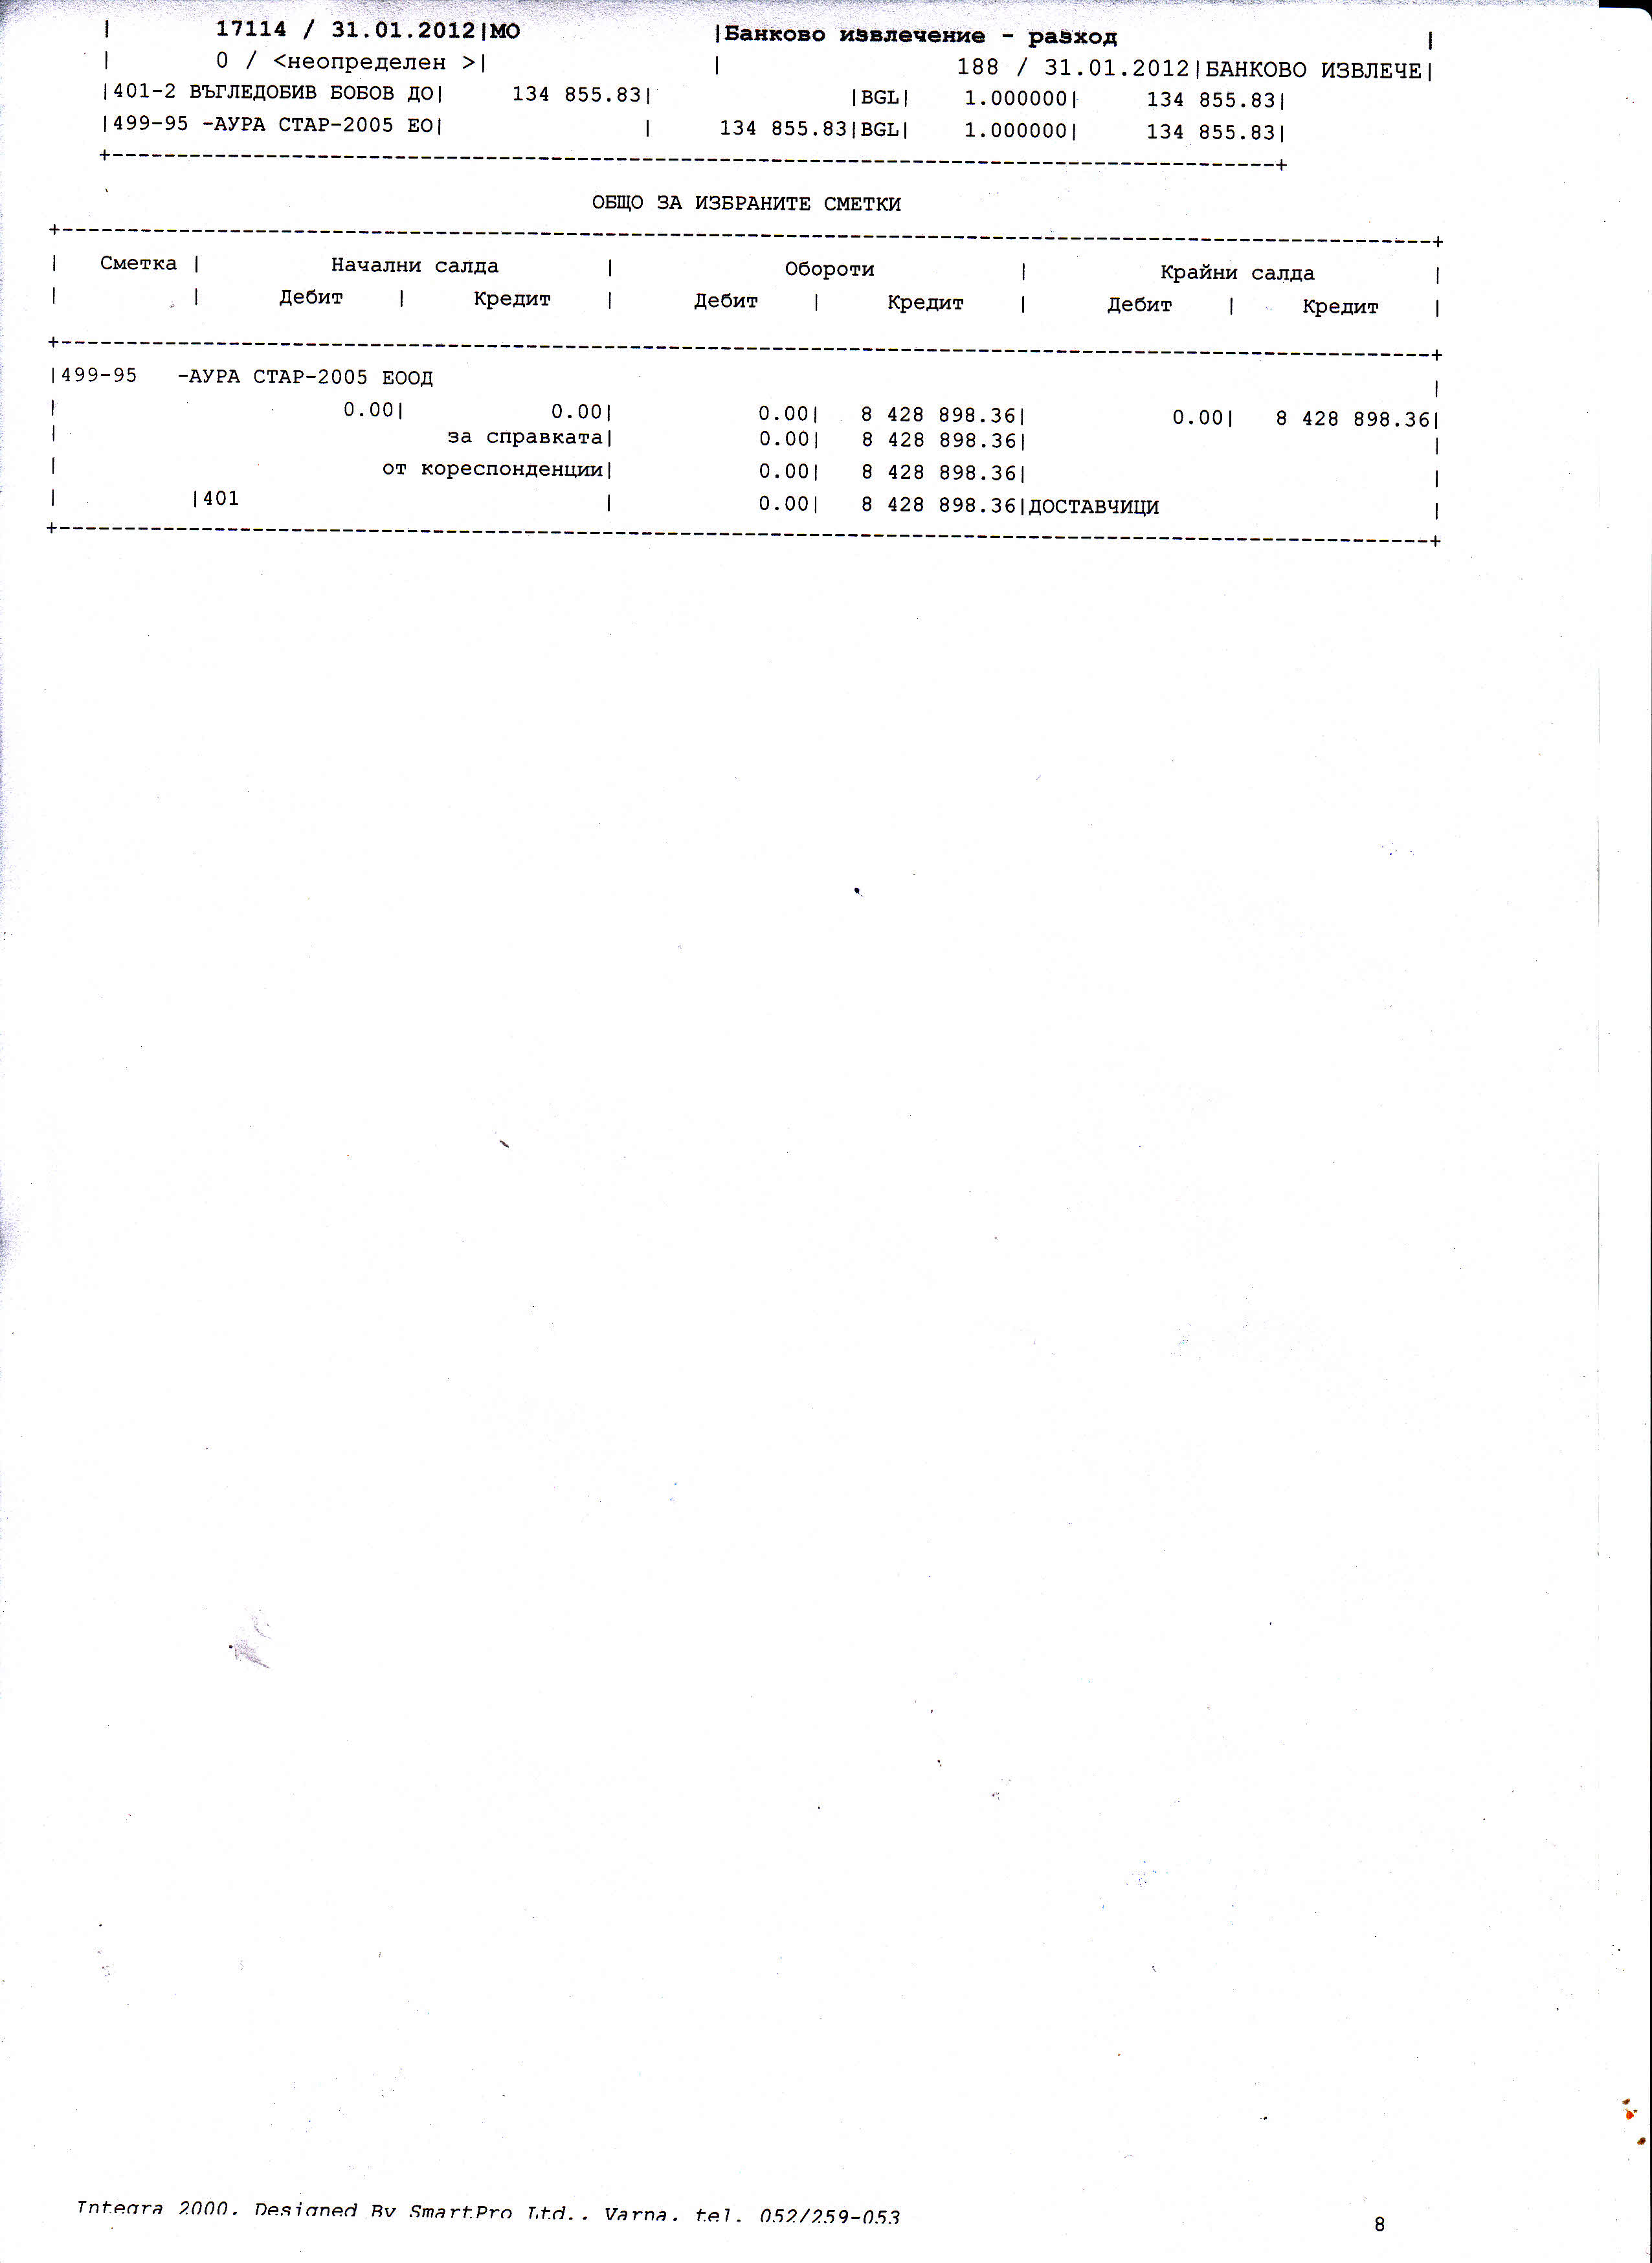 | 17114 / 31.01.2012|МО |Банково извлечение - разход |
| 0 / <неопределен >| | 188 / 31.01.2012|БАНКОВО ИЗВЛЕЧЕ|
|401-2 ВЪГЛЕДОБИВ БОБОВ ДО| 134 855.83| |BGL| 1.000000| 134 855.83|
|499-95 -АУРА СТАР-2005 ЕО| | 134 855.83|BGL| 1.000000| 134 855.83|
ОБЩО ЗА ИЗБРАНИТЕ СМЕТКИ
| Сметка | Начални салда | Обороти | Крайни салда |
| | Дебит | Кредит | Дебит | Кредит | Дебит | Кредит |
|499-95 -АУРА СТАР-2005 ЕООД |
| 0.00| 0.00| 0.00| 8 428 898.36| 0.00| 8 428 898.36|
| за справката| 0.00| 8 428 898.36| |
| от кореспонденции| 0.00| 8 428 898.36| |
| |401 | 0.00| 8 428 898.36|ДОСТАВЧИЦИ |
Integra 2000. Designed By SmartPro Ltd.. Varna. tel. 052/259-053
8